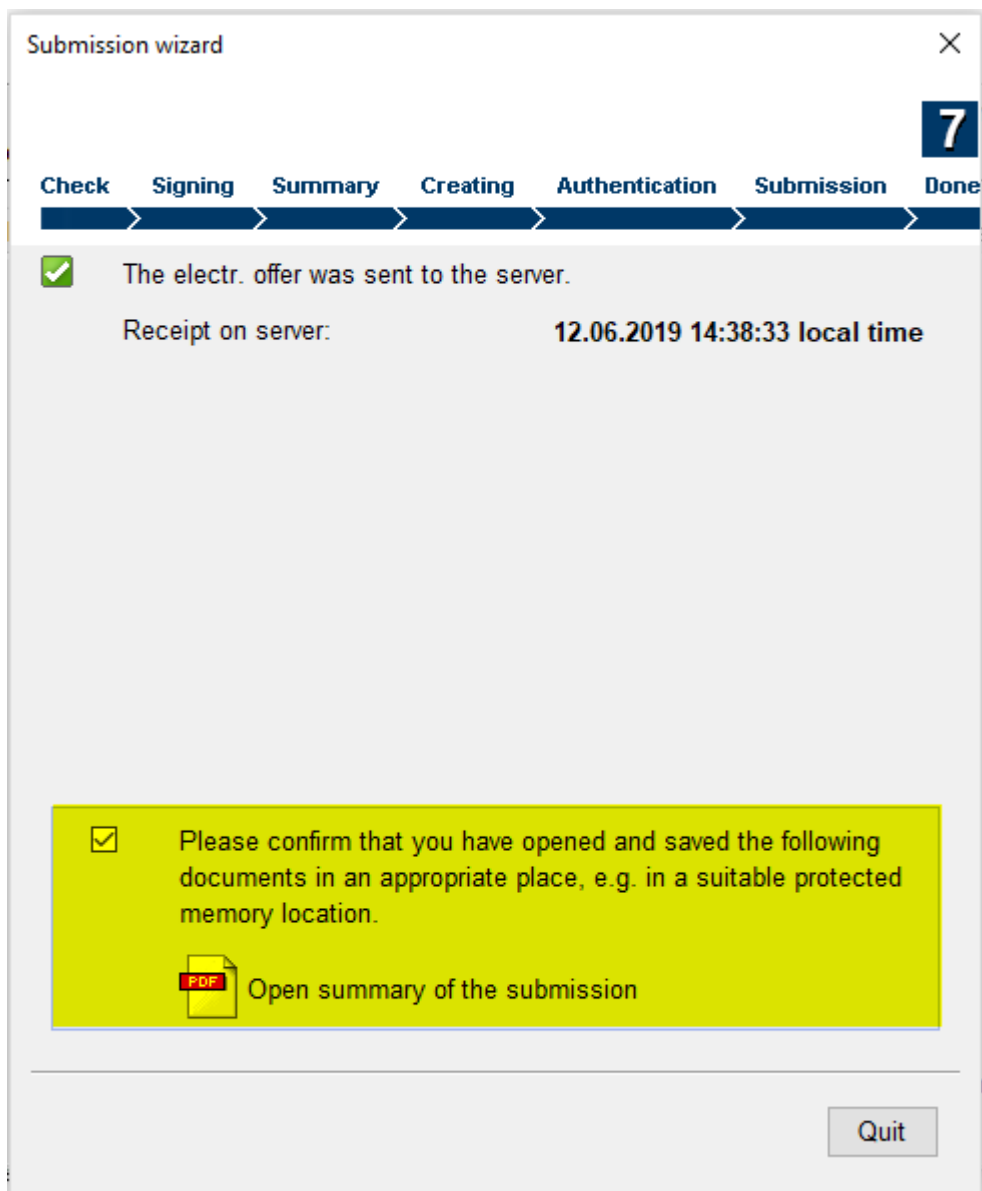 Submission wizard
7
Check Signing Summary Creating Authentication Submission Done
The electr. offer was sent to the server.
Receipt on server: 12.06.2019 14:38:33 local time
Please confirm that you have opened and saved the following
documents in an appropriate place, e.g. in a suitable protected
memory location.
PDF Open summary of the submission
Quit